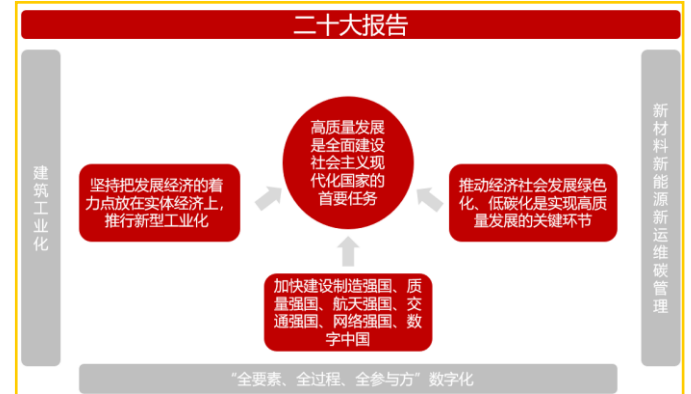 二十大报告
建筑工业化
高质量发展
是全面建设
社会主义现
代化国家的
首要任务
坚持把发展经济的着
力点放在实体经济上，
推行新型工业化
推动经济社会发展绿色
化、低碳化是实现高质
量发展的关键环节
加快建设制造强国、质
量强国、航天强国、交
通强国、网络强国、数
字中国
新材料新能源新运维碳管理
“全要素、全过程、全参与方”数字化